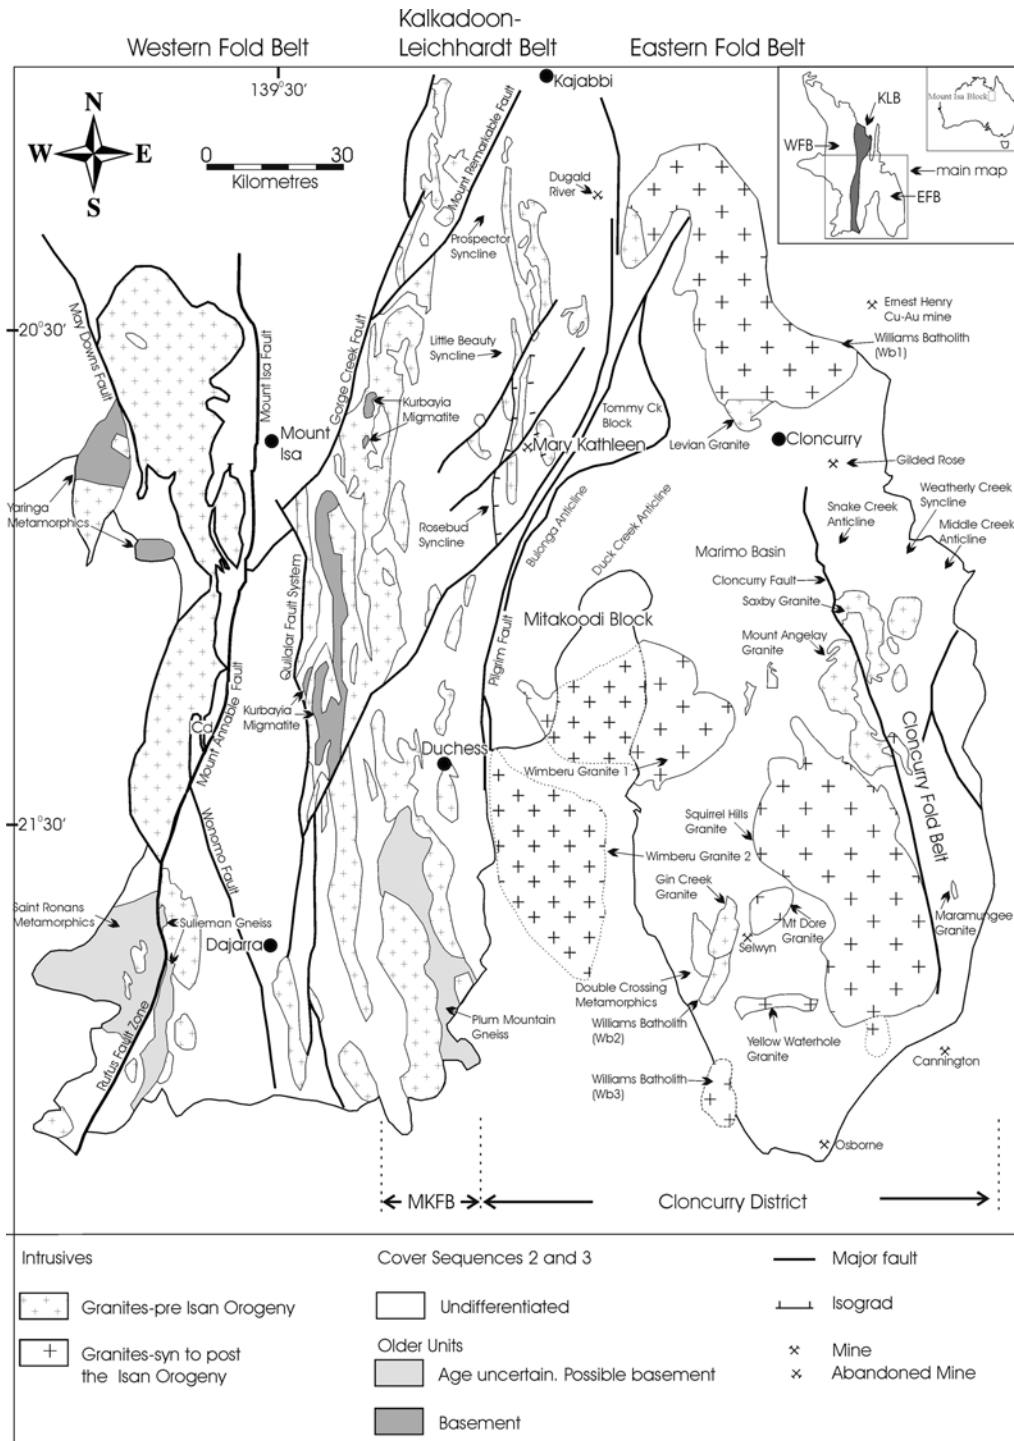 Western Fold Belt
Kalkadoon-
Leichhardt Belt
Eastern Fold Belt
139°30'
Kajabbi
N
W E
S
0 30
Kilometres
KLB
WFB
EFB
main map
Mount Isa Block
Mount Remarkable Fault
Dugald
River
Prospector
Syncline
Ernest Henry
Cu-Au mine
20°30'
May Downs Fault
Mount Isa Fault
Gorge Creek Fault
Little Beauty
Syncline
Williams Batholith
(Wb1)
Kurbayia
Migmatite
Tommy Ck
Block
Mount
Isa
Mary Kathleen
Levian Granite
Cloncurry
Gilded Rose
Yaringa
Metamorphics
Rosebud
Syncline
Bulonga Anticline
Duck Creek Anticline
Snake Creek
Anticline
Weatherly Creek
Syncline
Middle Creek
Anticline
Marimo Basin
Cloncurry Fault
Saxby Granite
Quilalar Fault System
Pilgrim Fault
Mitakoodi Block
Mount Angelay
Granite
Kurbayia
Migmatite
Cd
Mount Annable Fault
Duchess
Wimberu Granite 1
Cloncurry Fold Belt
21°30'
Wonomo Fault
Squirrel Hills
Granite
Wimberu Granite 2
Gin Creek
Granite
Saint Ronans
Metamorphics
Sulieman Gneiss
Dajarra
Mt Dore
Granite
Selwyn
Maramungee
Granite
Double Crossing
Metamorphics
Plum Mountain
Gneiss
Williams Batholith
(Wb2)
Yellow Waterhole
Granite
Cannington
Rufus Fault Zone
Williams Batholith
(Wb3)
Osborne
MKFB
Cloncurry District
Intrusives
Granites-pre Isan Orogeny
Granites-syn to post
the Isan Orogeny
Cover Sequences 2 and 3
Undifferentiated
Older Units
Age uncertain. Possible basement
Basement
Major fault
Isograd
Mine
Abandoned Mine